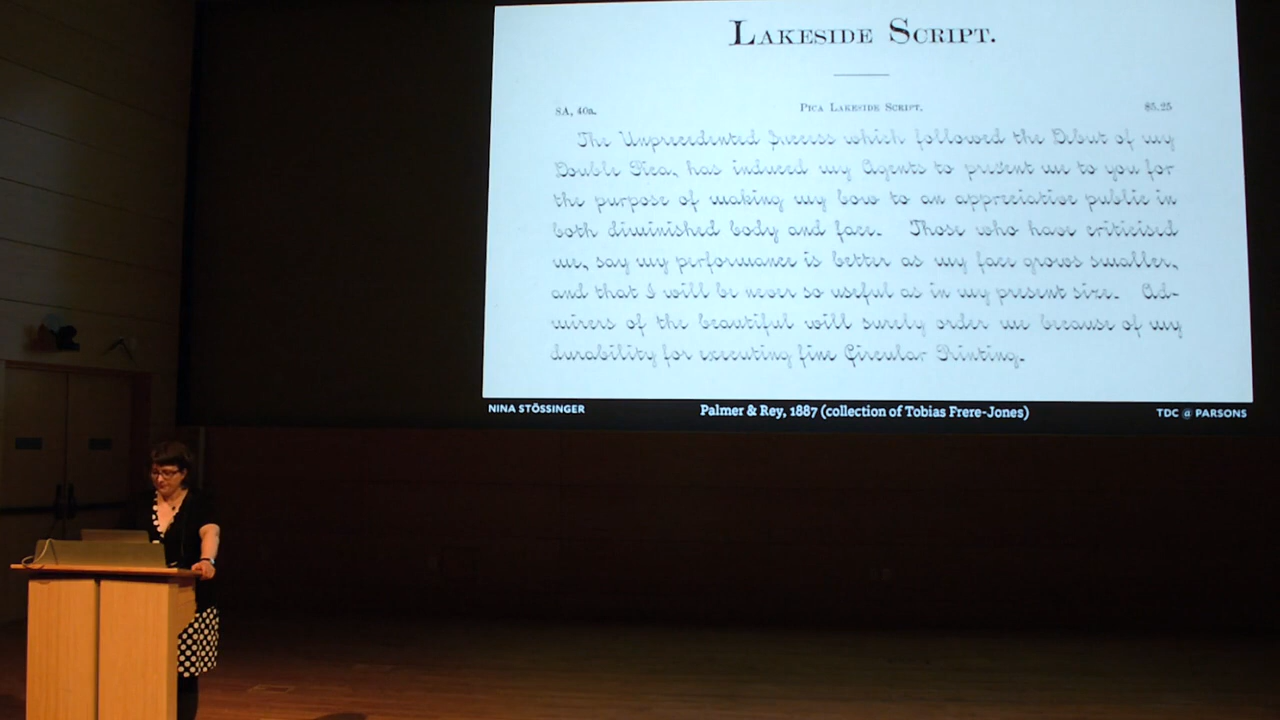 LAKESIDE SCRIPT.
8A, 40a. PICA LAKESIDE SCRIPT. $5.25
The Unprecedented Success which followed the Debut of my
Double Pica, has induced my Agents to present me to you for
the purpose of making my bow to an appreciative public in
both diminished body and face. Those who have criticised
me, say my performance is better as my face grows smaller,
and that I will be never so useful as in my present size. Ad-
mirers of the beautiful will surely order me because of my
durability for executing fine Circular Printing.
NINA STÖSSINGER Palmer & Rey, 1887 (collection of Tobias Frere-Jones) TDC @ PARSONS